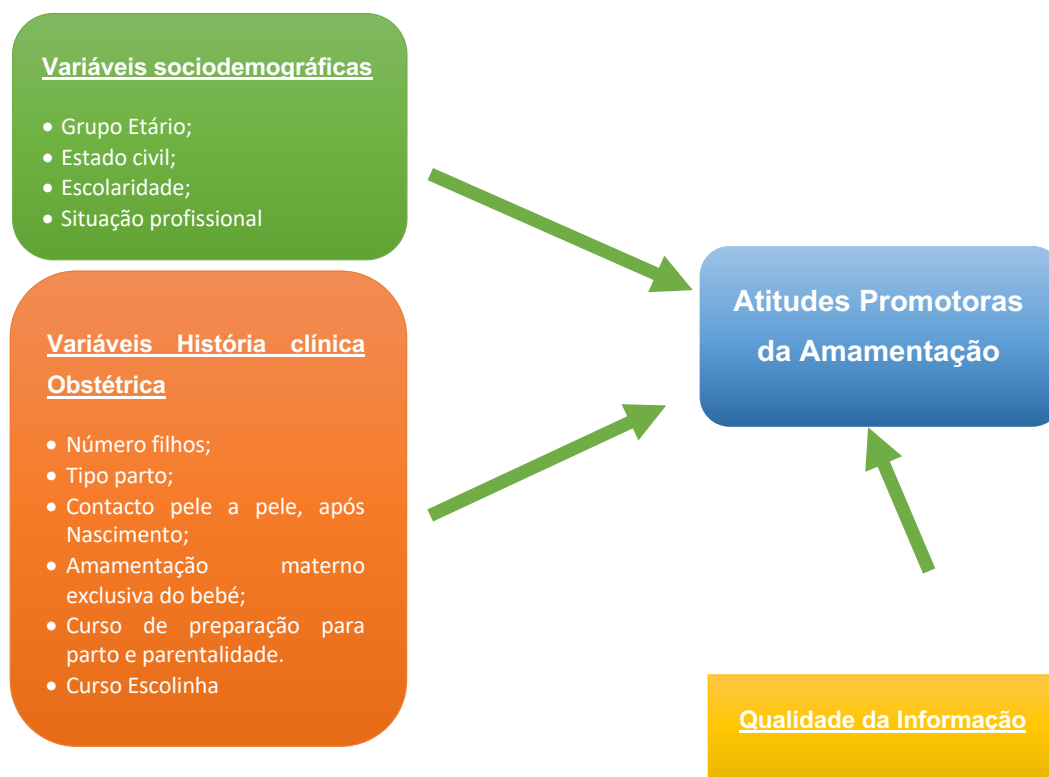 Variáveis sociodemográficas
• Grupo Etário;
• Estado civil;
• Escolaridade;
• Situação profissional
Variáveis História clínica
Obstétrica
• Número filhos;
• Tipo parto;
• Contacto pele a pele, após
Nascimento;
• Amamentação materno
exclusiva do bebé;
• Curso de preparação para
parto e parentalidade.
• Curso Escolinha
Atitudes Promotoras
da Amamentação
Qualidade da Informação